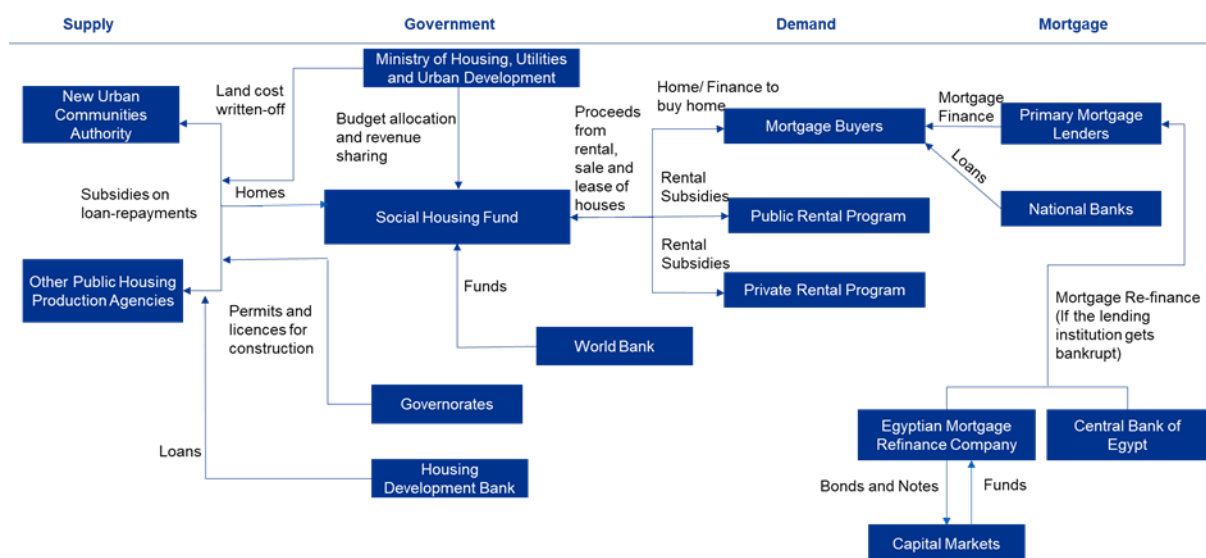 Supply
Government
Demand
Mortgage
Ministry of Housing, Utilities
and Urban Development
New Urban
Communities
Authority
Land cost
written-off
Budget allocation
and revenue
sharing
Proceeds
from
rental,
sale and
lease of
houses
Home/ Finance to
buy home
Mortgage Buyers
Mortgage
Finance
Primary Mortgage
Lenders
Loans
Subsidies on
loan-repayments
Homes
Social Housing Fund
Rental
Subsidies
Public Rental Program
National Banks
Rental
Subsidies
Private Rental Program
Other Public Housing
Production Agencies
Permits and
licences for
construction
Funds
World Bank
Mortgage Re-finance
(If the lending
institution gets
bankrupt)
Governorates
Loans
Housing
Development Bank
Egyptian Mortgage
Refinance Company
Central Bank of
Egypt
Bonds and Notes
Funds
Capital Markets